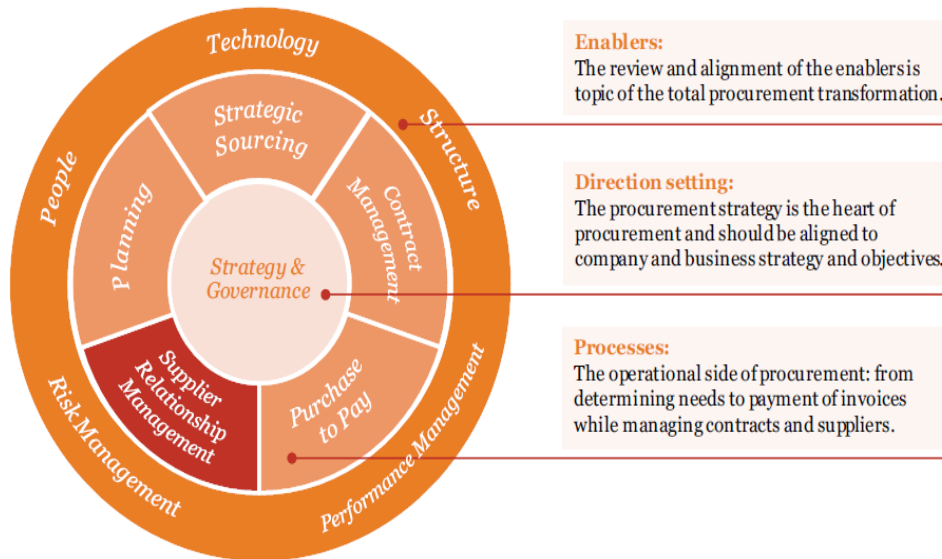 Technology
Structure
Performance Management
Risk Management
People
Strategic
Sourcing
Contract
Management
Purchase
to Pay
Supplier
Relationship
Management
Planning
Strategy &
Governance
Enablers:
The review and alignment of the enablers is
topic of the total procurement transformation.
Direction setting:
The procurement strategy is the heart of
procurement and should be aligned to
company and business strategy and objectives.
Processes:
The operational side of procurement: from
determining needs to payment of invoices
while managing contracts and suppliers.